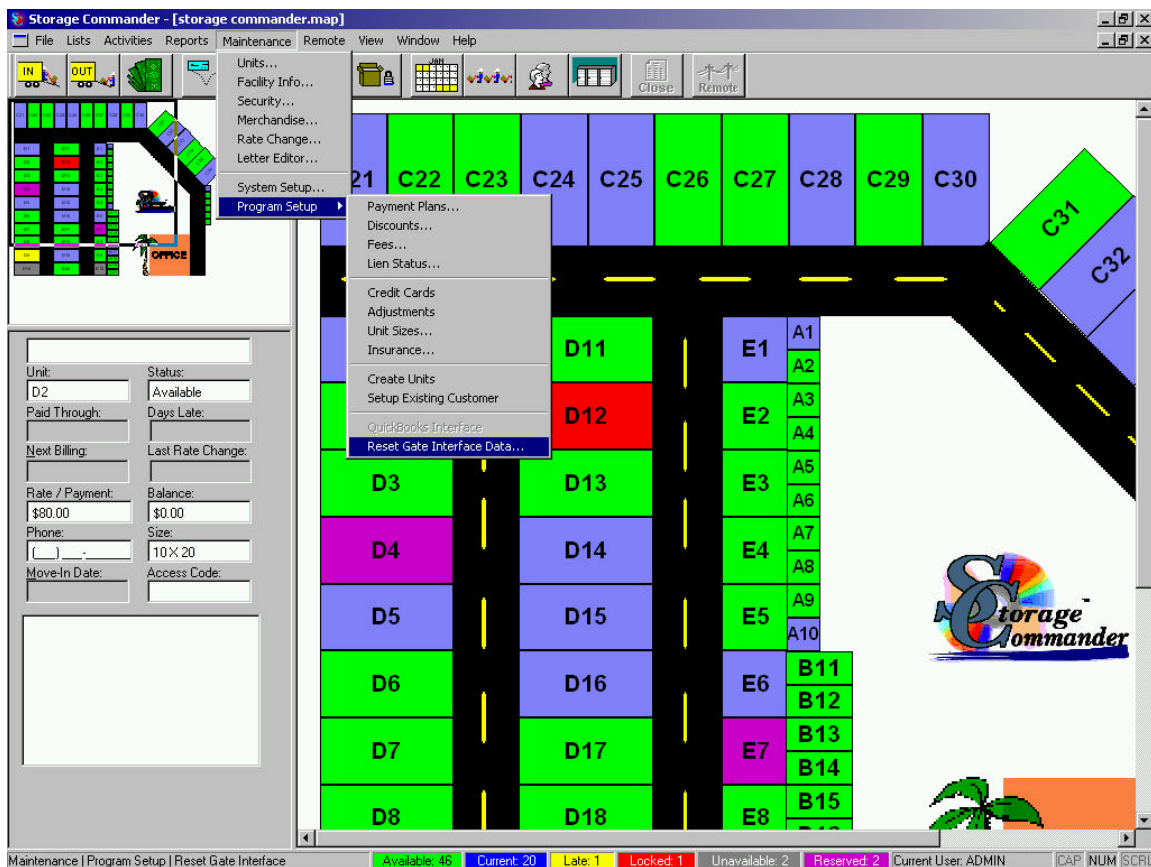 Storage Commander - [storage commander.map]
File Lists Activities Reports Maintenance Remote View Window Help
IN OUT JAN Close Remote
Units...
Facility Info...
Security...
Merchandise...
Rate Change...
Letter Editor...
System Setup...
Program Setup
Payment Plans...
Discounts...
Fees...
Lien Status...
Credit Cards
Adjustments
Unit Sizes...
Insurance...
Create Units
Setup Existing Customer
QuickBooks Interface
Reset Gate Interface Data...
OFFICE
Unit: Status:
D2 Available
Paid Through: Days Late:
Next Billing: Last Rate Change:
Rate / Payment: Balance:
$80.00 $0.00
Phone: Size:
(___) ___-____ 10 X 20
Move-In Date: Access Code:
21 C22 C23 C24 C25 C26 C27 C28 C29 C30
C31
C32
D11 E1 A1
A2
D12 E2 A3
A4
D3 D13 E3 A5
A6
D4 D14 E4 A7
A8
D5 D15 E5 A9
A10
D6 D16 E6 B11
B12
D7 D17 E7 B13
B14
D8 D18 E8 B15
Storage
Commander
Maintenance | Program Setup | Reset Gate Interface Available: 46 Current: 20 Late: 1 Locked: 1 Unavailable: 2 Reserved: 2 Current User: ADMIN CAP NUM SCRL